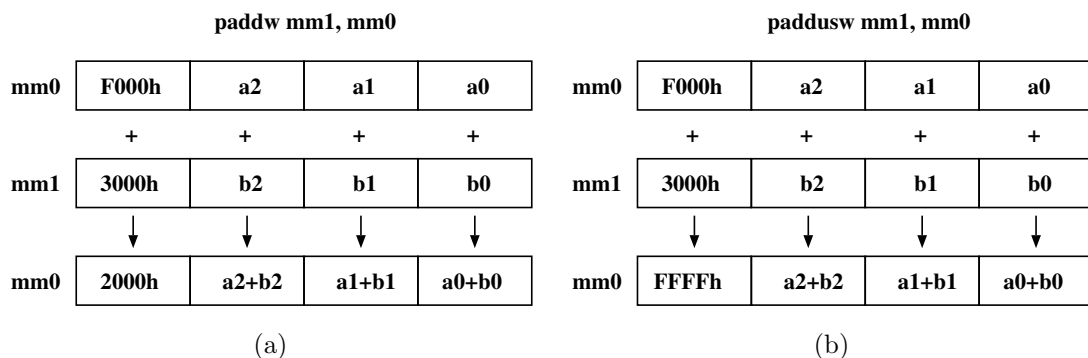 paddw mm1, mm0
mm0 F000h a2 a1 a0
+ + + +
mm1 3000h b2 b1 b0
mm0 2000h a2+b2 a1+b1 a0+b0
(a)
paddusw mm1, mm0
mm0 F000h a2 a1 a0
+ + + +
mm1 3000h b2 b1 b0
mm0 FFFFh a2+b2 a1+b1 a0+b0
(b)